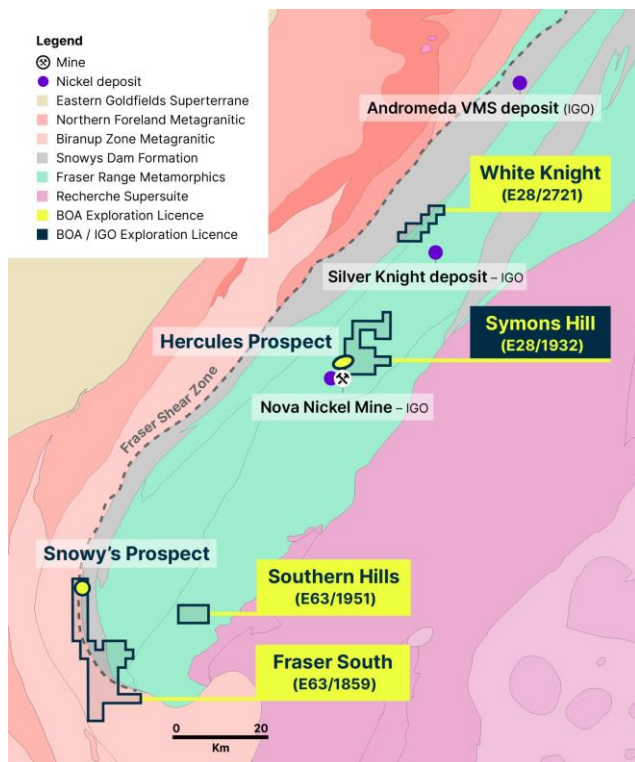 Legend
Mine
Nickel deposit
Eastern Goldfields Superterrane
Northern Foreland Metagranitic
Biranup Zone Metagranitic
Snowys Dam Formation
Fraser Range Metamorphics
Recherche Supersuite
BOA Exploration Licence
BOA / IGO Exploration Licence
Andromeda VMS deposit (IGO)
White Knight
(E28/2721)
Silver Knight deposit – IGO
Hercules Prospect
Symons Hill
(E28/1932)
Nova Nickel Mine – IGO
Fraser Shear Zone
Snowy's Prospect
Southern Hills
(E63/1951)
Fraser South
(E63/1859)
0 20
Km